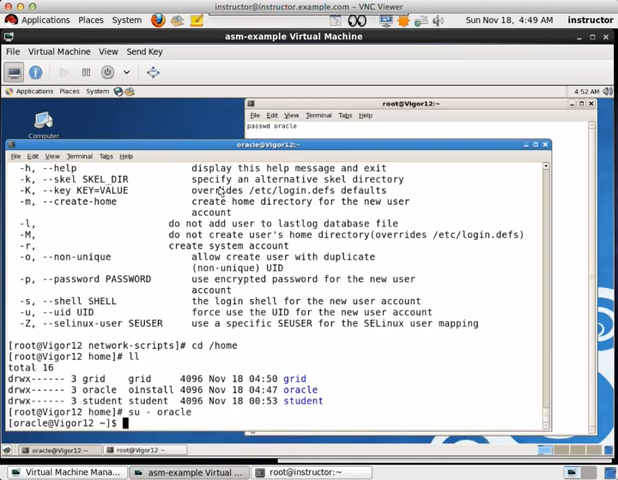 instructor@instructor.example.com - VNC Viewer
Applications Places System Sun Nov 18, 4:49 AM instructor
asm-example Virtual Machine
File Virtual Machine View Send Key
Applications Places System 4:52 AM
root@Vigor12:~
File Edit View Terminal Tabs Help
passwd oracle
Computer
oracle@Vigor12:~
File Edit View Terminal Tabs Help
-h, --help display this help message and exit
-k, --skel SKEL_DIR specify an alternative skel directory
-K, --key KEY=VALUE overrides /etc/login.defs defaults
-m, --create-home create home directory for the new user
account
-l, do not add user to lastlog database file
-M, do not create user's home directory(overrides /etc/login.defs)
-r, create system account
-o, --non-unique allow create user with duplicate
(non-unique) UID
-p, --password PASSWORD use encrypted password for the new user
account
-s, --shell SHELL the login shell for the new user account
-u, --uid UID force use the UID for the new user account
-Z, --selinux-user SEUSER use a specific SEUSER for the SELinux user mapping
[root@Vigor12 network-scripts]# cd /home
[root@Vigor12 home]# ll
total 16
drwx------ 3 grid grid 4096 Nov 18 04:50 grid
drwx------ 3 oracle oinstall 4096 Nov 18 04:47 oracle
drwx------ 3 student student 4096 Nov 18 00:53 student
[root@Vigor12 home]# su - oracle
[oracle@Vigor12 ~]$
oracle@Vigor12:~ root@Vigor12:~
Virtual Machine Mana... asm-example Virtual ... root@instructor:~